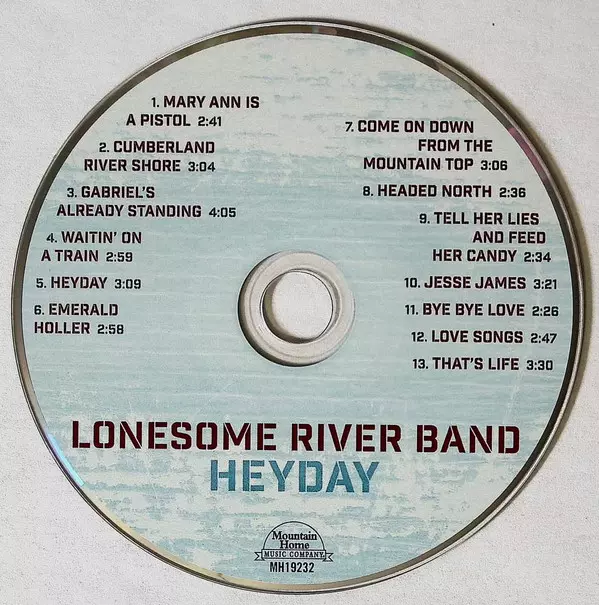 1. MARY ANN IS
A PISTOL 2:41
2. CUMBERLAND
RIVER SHORE 3:04
3. GABRIEL'S
ALREADY STANDING 4:05
4. WAITIN' ON
A TRAIN 2:59
5. HEYDAY 3:09
6. EMERALD
HOLLER 2:58
7. COME ON DOWN
FROM THE
MOUNTAIN TOP 3:06
8. HEADED NORTH 2:36
9. TELL HER LIES
AND FEED
HER CANDY 2:34
10. JESSE JAMES 3:21
11. BYE BYE LOVE 2:26
12. LOVE SONGS 2:47
13. THAT'S LIFE 3:30
LONESOME RIVER BAND
HEYDAY
Mountain
Home
MUSIC COMPANY
MH19232